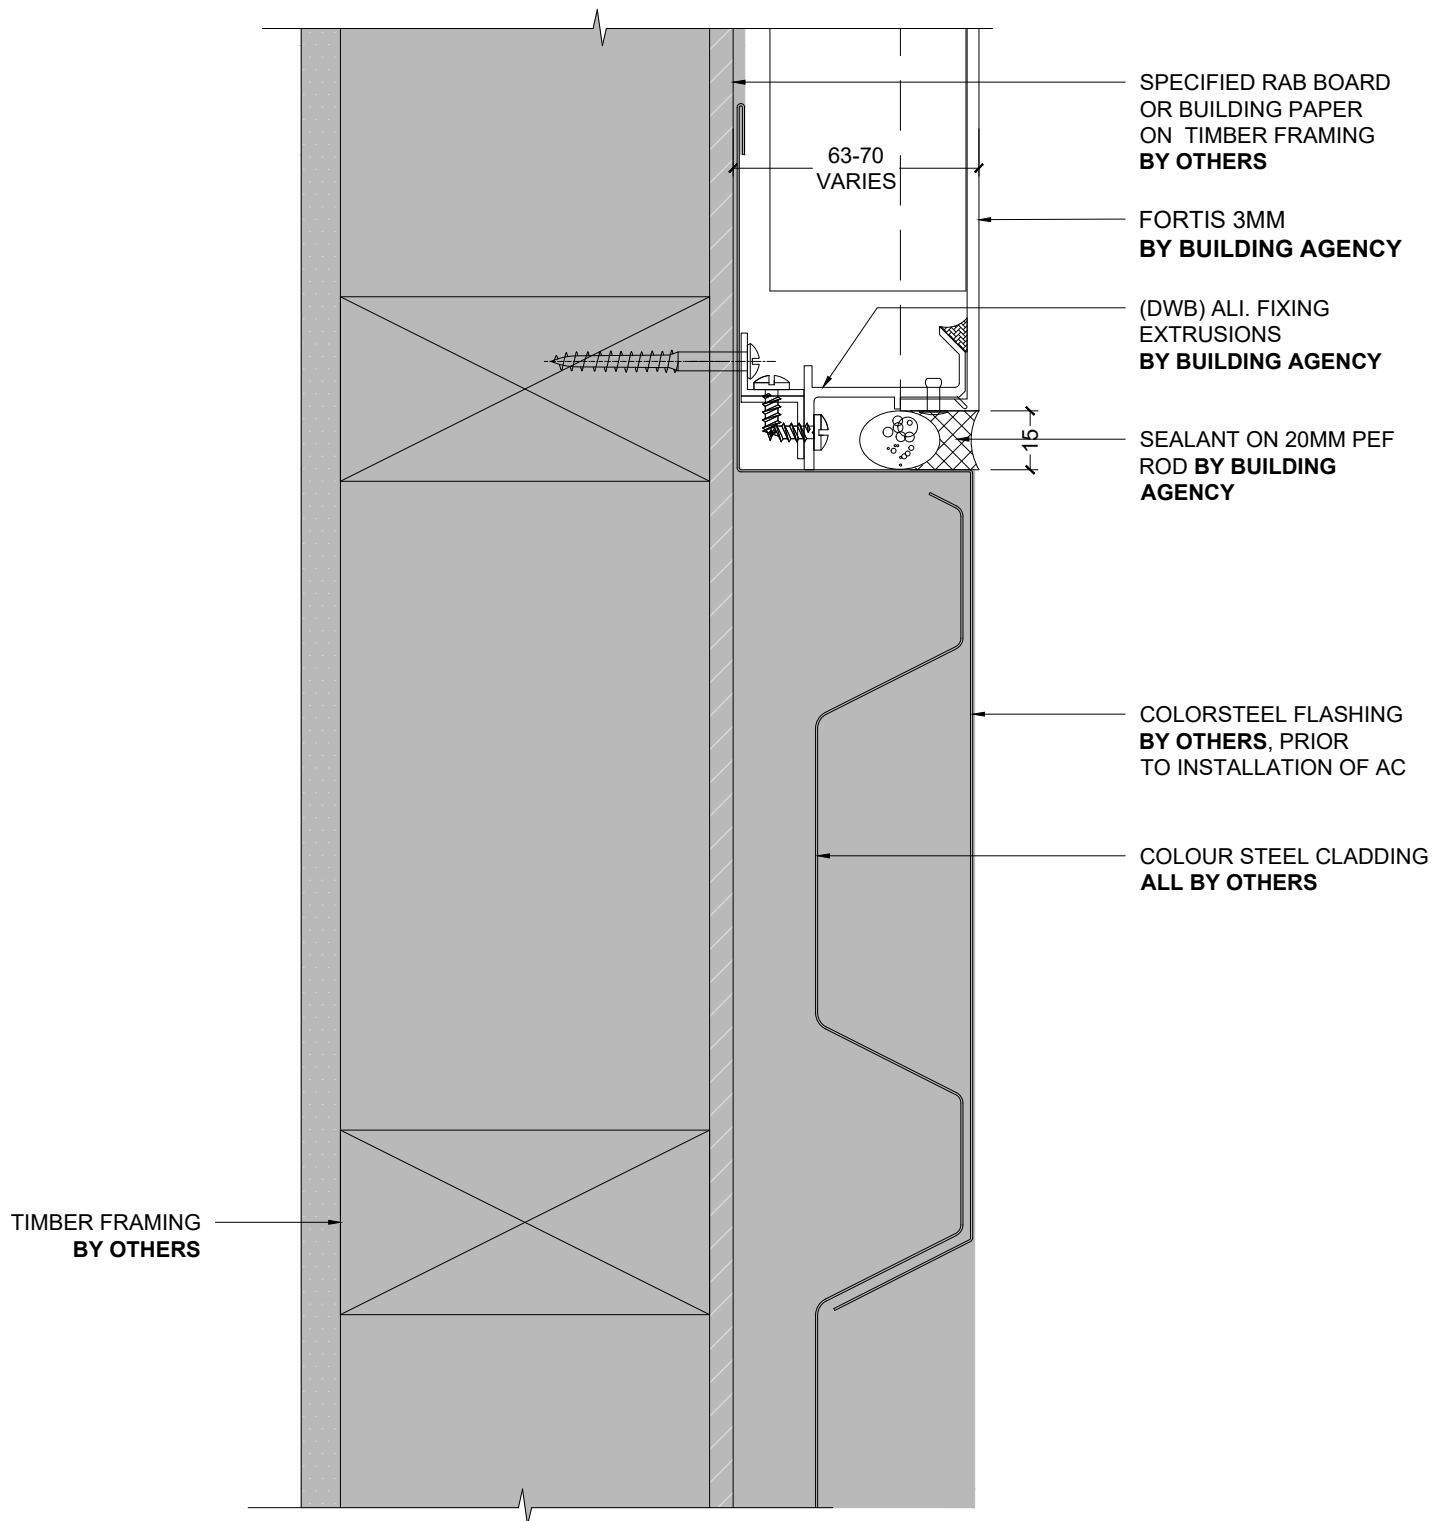 SPECIFIED RAB BOARD
OR BUILDING PAPER
ON TIMBER FRAMING
BY OTHERS
63-70
VARIES
FORTIS 3MM
BY BUILDING AGENCY
(DWB) ALI. FIXING
EXTRUSIONS
BY BUILDING AGENCY
15
SEALANT ON 20MM PEF
ROD BY BUILDING
AGENCY
COLORSTEEL FLASHING
BY OTHERS, PRIOR
TO INSTALLATION OF AC
COLOUR STEEL CLADDING
ALL BY OTHERS
TIMBER FRAMING
BY OTHERS